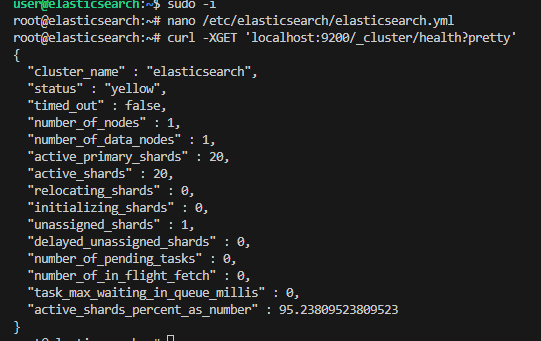 user@elasticsearch:~$ sudo -i
root@elasticsearch:~# nano /etc/elasticsearch/elasticsearch.yml
root@elasticsearch:~# curl -XGET 'localhost:9200/_cluster/health?pretty'
{
  "cluster_name" : "elasticsearch",
  "status" : "yellow",
  "timed_out" : false,
  "number_of_nodes" : 1,
  "number_of_data_nodes" : 1,
  "active_primary_shards" : 20,
  "active_shards" : 20,
  "relocating_shards" : 0,
  "initializing_shards" : 0,
  "unassigned_shards" : 1,
  "delayed_unassigned_shards" : 0,
  "number_of_pending_tasks" : 0,
  "number_of_in_flight_fetch" : 0,
  "task_max_waiting_in_queue_millis" : 0,
  "active_shards_percent_as_number" : 95.23809523809523
}